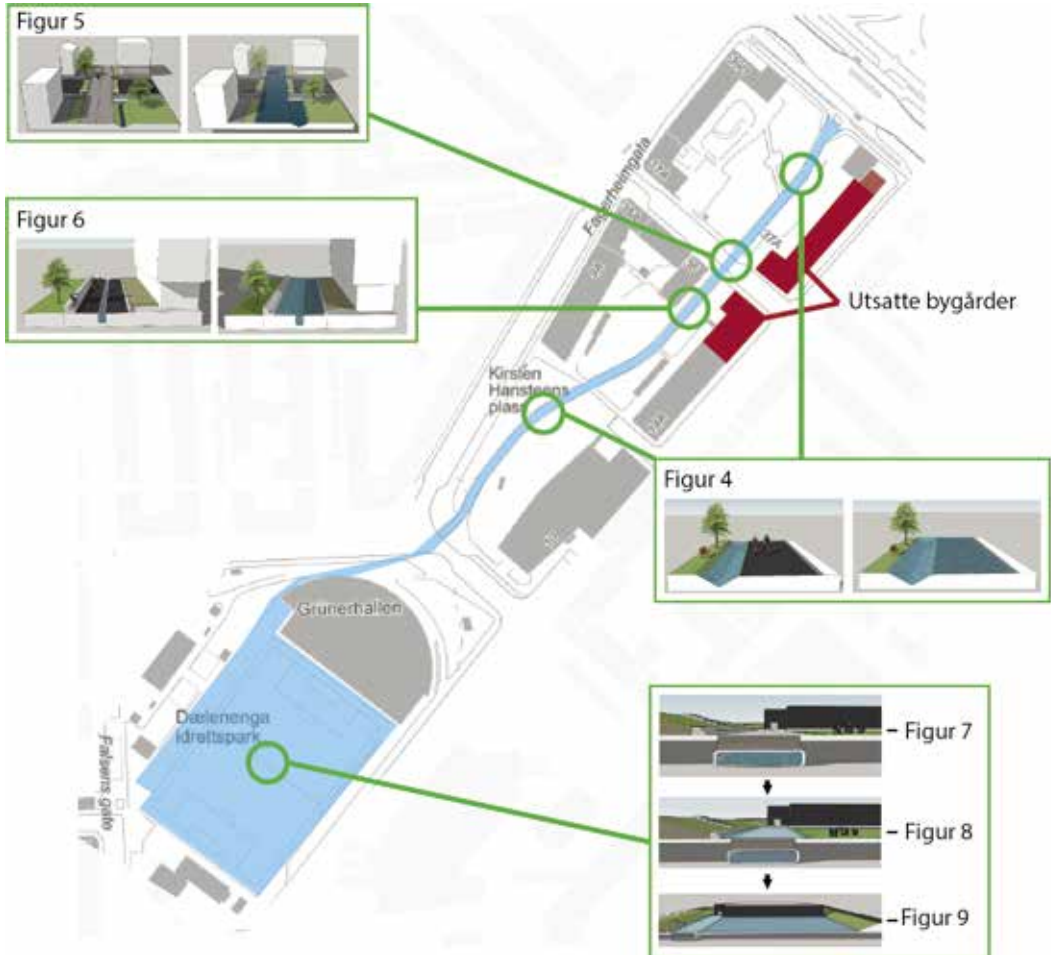 Figur 5
Figur 6
Fagerheimgata
37A
Utsatte bygårder
Kirsten
Hansteens
plass
Figur 4
Grünerhallen
Dælenenga
idrettspark
Falsens gate
Figur 7
Figur 8
Figur 9